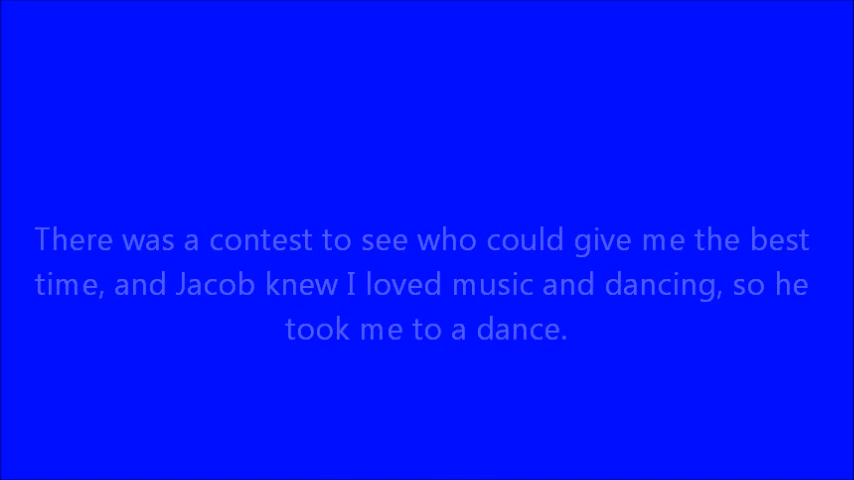 There was a contest to see who could give me the best
time, and Jacob knew I loved music and dancing, so he
took me to a dance.